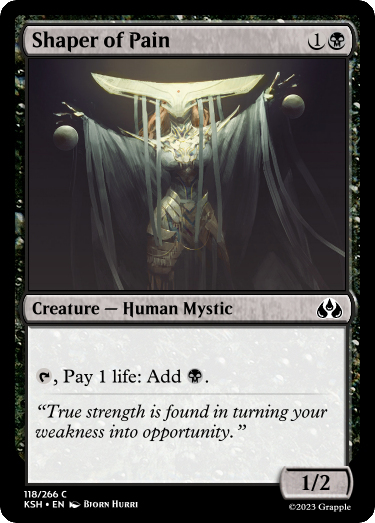 Shaper of Pain 1
Creature — Human Mystic
, Pay 1 life: Add .
“True strength is found in turning your
weakness into opportunity.”
1/2
118/266 C
KSH • EN Bjorn Hurri
©2023 Grapple